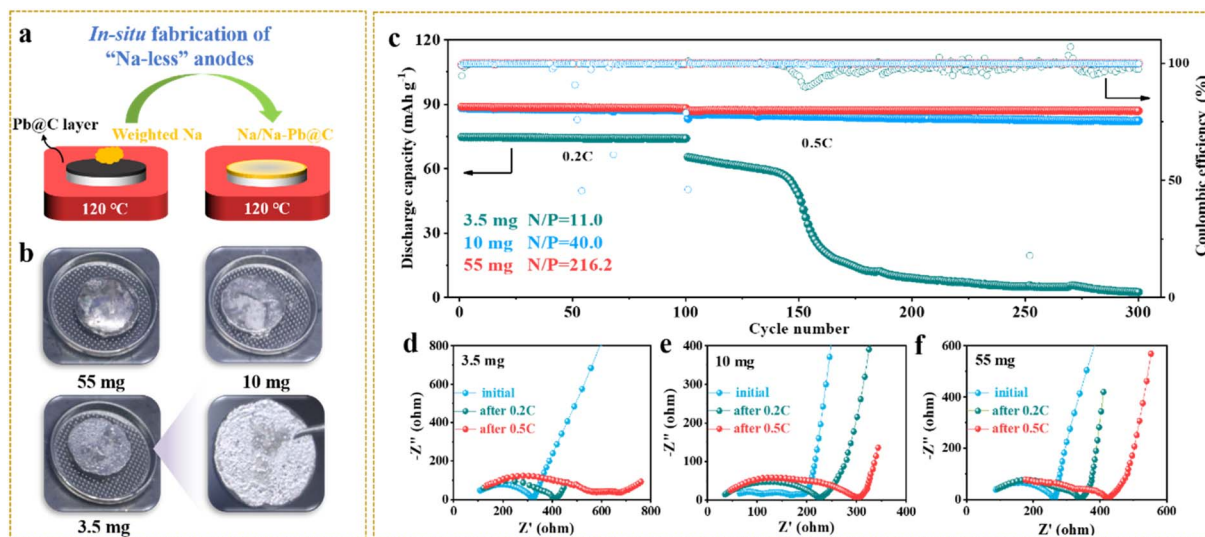 a
In-situ fabrication of
“Na-less” anodes
Pb@C layer
Weighted Na
Na/Na-Pb@C
120 °C
120 °C
b
55 mg
10 mg
3.5 mg
c
Discharge capacity (mAh g⁻¹)
120
90
60
30
0
0.2C
0.5C
3.5 mg N/P=11.0
10 mg N/P=40.0
55 mg N/P=216.2
100
50
0
Coulombic efficiency (%)
0
50
100
150
200
250
300
Cycle number
d
3.5 mg
initial
after 0.2C
after 0.5C
-Z'' (ohm)
800
600
400
200
0
0
200
400
600
800
Z' (ohm)
e
10 mg
initial
after 0.2C
after 0.5C
-Z'' (ohm)
400
300
200
100
0
0
100
200
300
400
Z' (ohm)
f
55 mg
initial
after 0.2C
after 0.5C
-Z'' (ohm)
600
400
200
0
0
200
400
600
Z' (ohm)